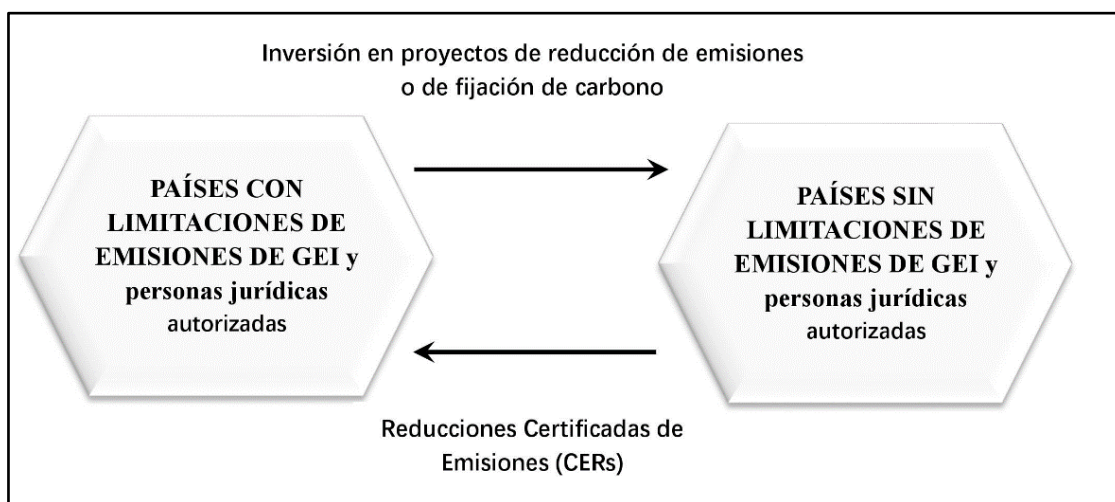 Inversión en proyectos de reducción de emisiones
o de fijación de carbono
PAÍSES CON
LIMITACIONES DE
EMISIONES DE GEI y
personas jurídicas
autorizadas
PAÍSES SIN
LIMITACIONES DE
EMISIONES DE GEI y
personas jurídicas
autorizadas
Reducciones Certificadas de
Emisiones (CERs)